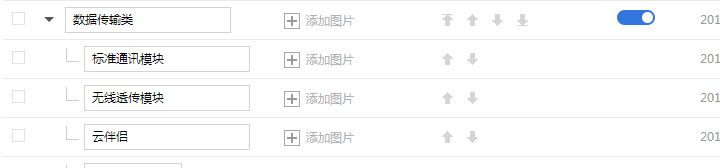 数据传输类 添加图片 201
标准通讯模块 添加图片 201
无线透传模块 添加图片 201
云伴侣 添加图片 201